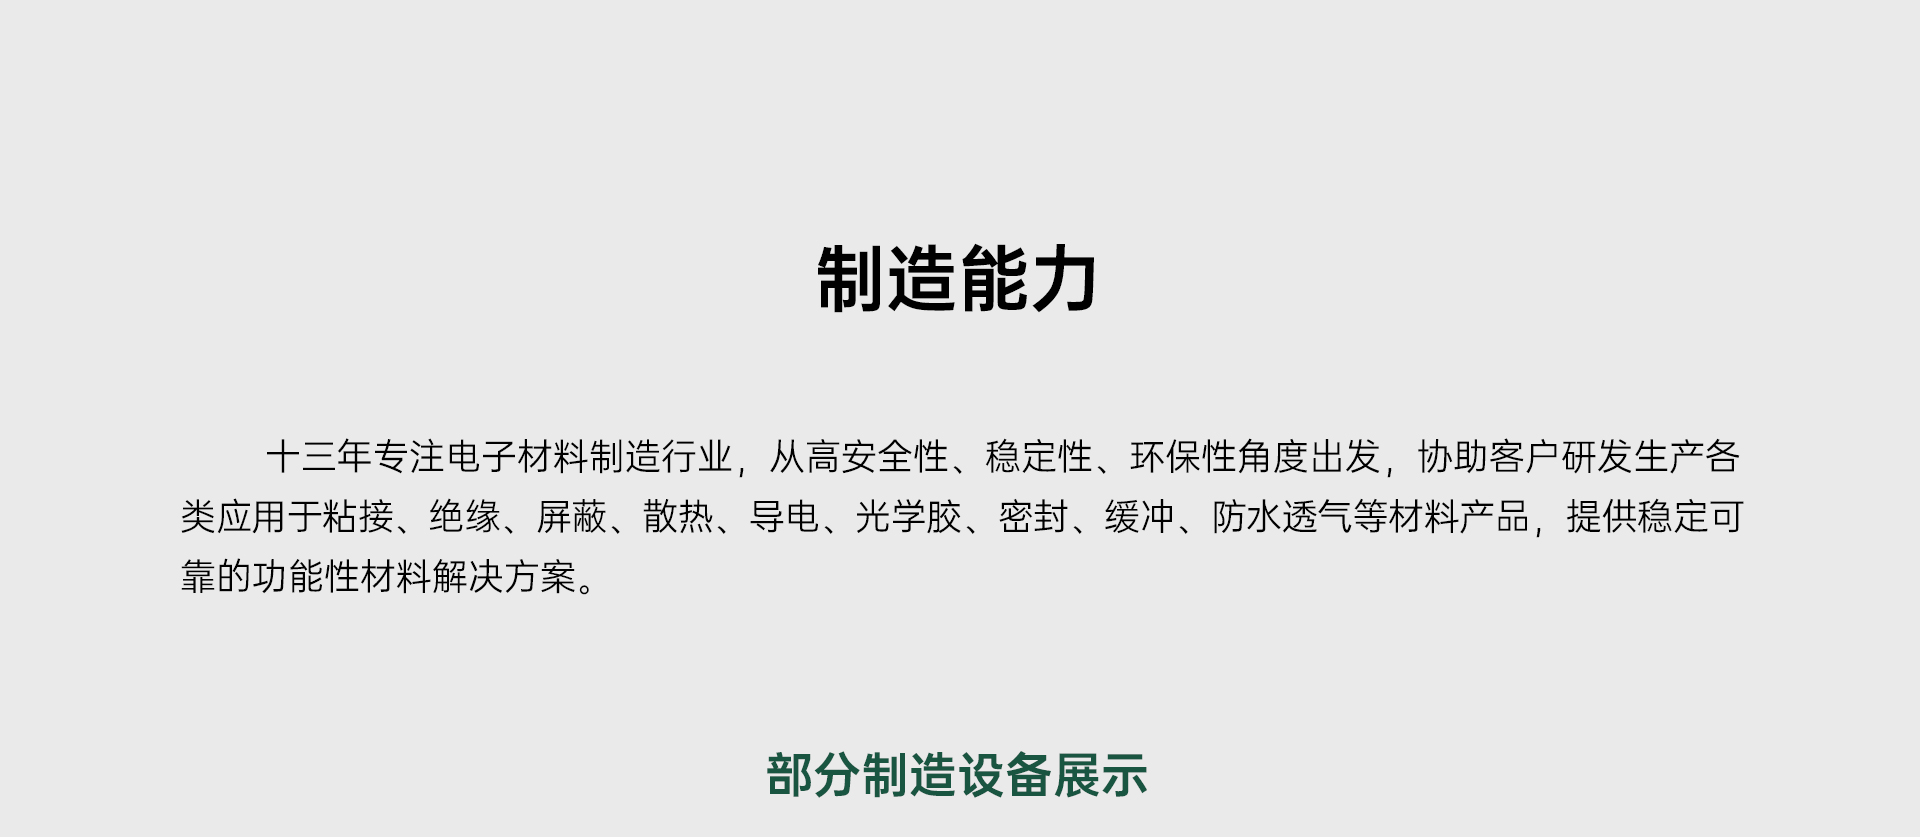 制造能力
十三年专注电子材料制造行业，从高安全性、稳定性、环保性角度出发，协助客户研发生产各
类应用于粘接、绝缘、屏蔽、散热、导电、光学胶、密封、缓冲、防水透气等材料产品，提供稳定可
靠的功能性材料解决方案。
部分制造设备展示